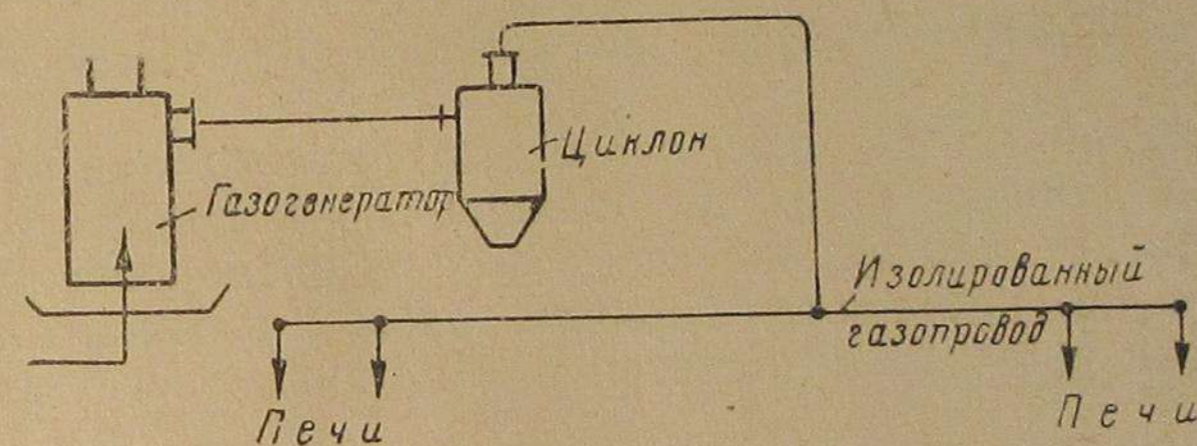 Циклон
Газогенератор
Изолированный
газопровод
Печи
Печи